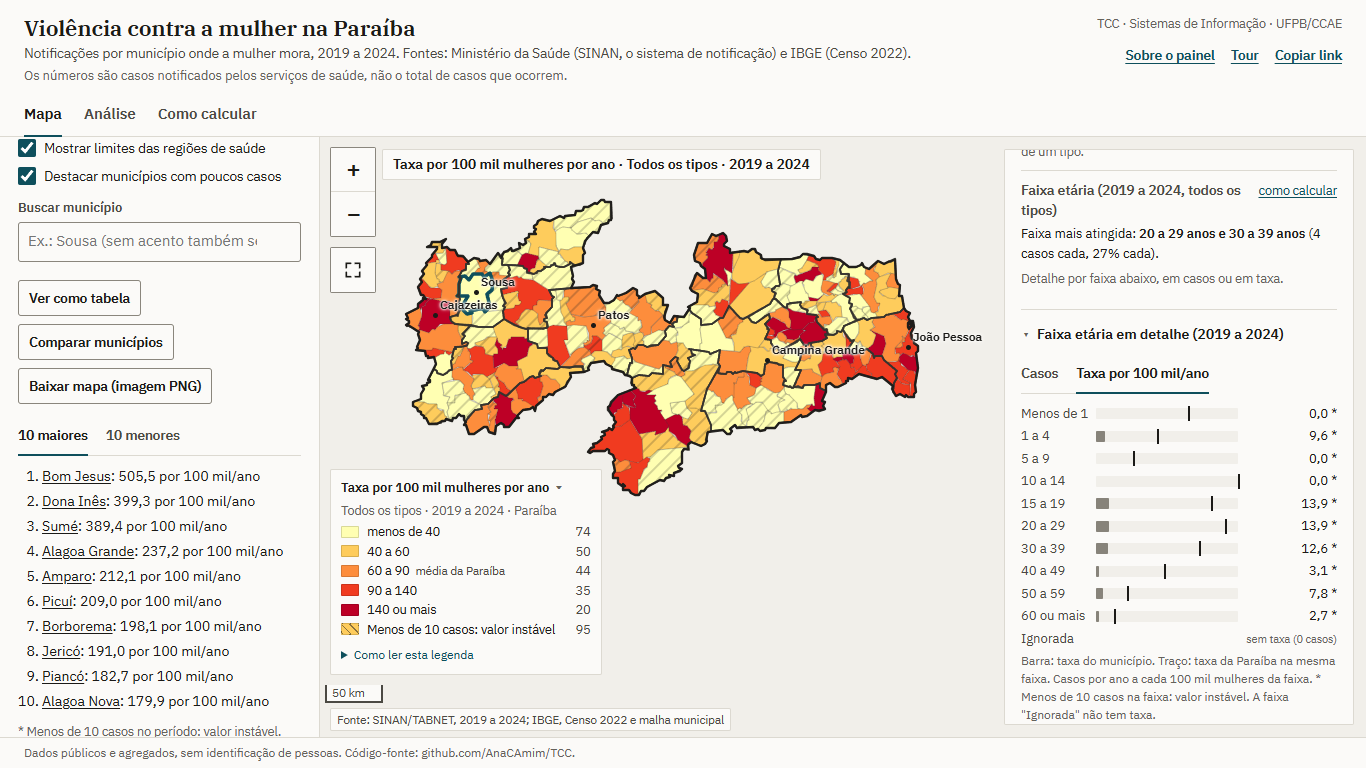 Violência contra a mulher na Paraíba
Notificações por município onde a mulher mora, 2019 a 2024. Fontes: Ministério da Saúde (SINAN, o sistema de notificação) e IBGE (Censo 2022).
Os números são casos notificados pelos serviços de saúde, não o total de casos que ocorrem.
TCC · Sistemas de Informação · UFPB/CCAE
Sobre o painel Tour Copiar link
Mapa Análise Como calcular
Mostrar limites das regiões de saúde
Destacar municípios com poucos casos
Buscar município
Ex.: Sousa (sem acento também se
Ver como tabela
Comparar municípios
Baixar mapa (imagem PNG)
10 maiores 10 menores
1. Bom Jesus: 505,5 por 100 mil/ano
2. Dona Inês: 399,3 por 100 mil/ano
3. Sumé: 389,4 por 100 mil/ano
4. Alagoa Grande: 237,2 por 100 mil/ano
5. Amparo: 212,1 por 100 mil/ano
6. Picuí: 209,0 por 100 mil/ano
7. Borborema: 198,1 por 100 mil/ano
8. Jericó: 191,0 por 100 mil/ano
9. Piancó: 182,7 por 100 mil/ano
10. Alagoa Nova: 179,9 por 100 mil/ano
* Menos de 10 casos no período: valor instável.
+
−
Taxa por 100 mil mulheres por ano · Todos os tipos · 2019 a 2024
Sousa
Cajazeiras
Patos
Campina Grande
João Pessoa
Taxa por 100 mil mulheres por ano
Todos os tipos · 2019 a 2024 · Paraíba
menos de 40 74
40 a 60 50
60 a 90 média da Paraíba 44
90 a 140 35
140 ou mais 20
Menos de 10 casos: valor instável 95
Como ler esta legenda
50 km
Fonte: SINAN/TABNET, 2019 a 2024; IBGE, Censo 2022 e malha municipal
de um tipo.
Faixa etária (2019 a 2024, todos os tipos) como calcular
Faixa mais atingida: 20 a 29 anos e 30 a 39 anos (4
casos cada, 27% cada).
Detalhe por faixa abaixo, em casos ou em taxa.
Faixa etária em detalhe (2019 a 2024)
Casos Taxa por 100 mil/ano
Menos de 1 0,0 *
1 a 4 9,6 *
5 a 9 0,0 *
10 a 14 0,0 *
15 a 19 13,9 *
20 a 29 13,9 *
30 a 39 12,6 *
40 a 49 3,1 *
50 a 59 7,8 *
60 ou mais 2,7 *
Ignorada sem taxa (0 casos)
Barra: taxa do município. Traço: taxa da Paraíba na mesma
faixa. Casos por ano a cada 100 mil mulheres da faixa. *
Menos de 10 casos na faixa: valor instável. A faixa
"Ignorada" não tem taxa.
Dados públicos e agregados, sem identificação de pessoas. Código-fonte: github.com/AnaCAmim/TCC.